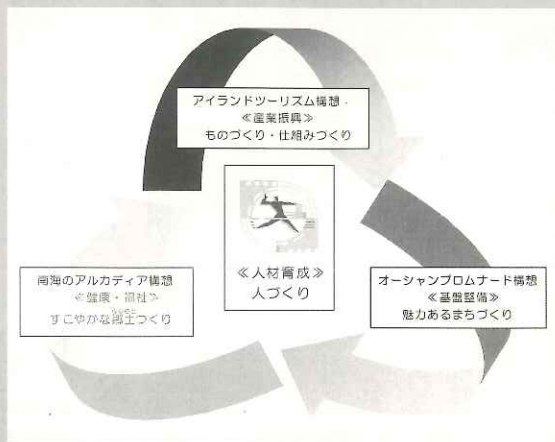 アイランドツーリズム構想
≪産業振興≫
ものづくり・仕組みづくり
≪人材育成≫
人づくり
南海のアルカディア構想
≪健康・福祉≫
すこやかな郷土づくり
オーシャンプロムナード構想
≪基盤整備≫
魅力あるまちづくり